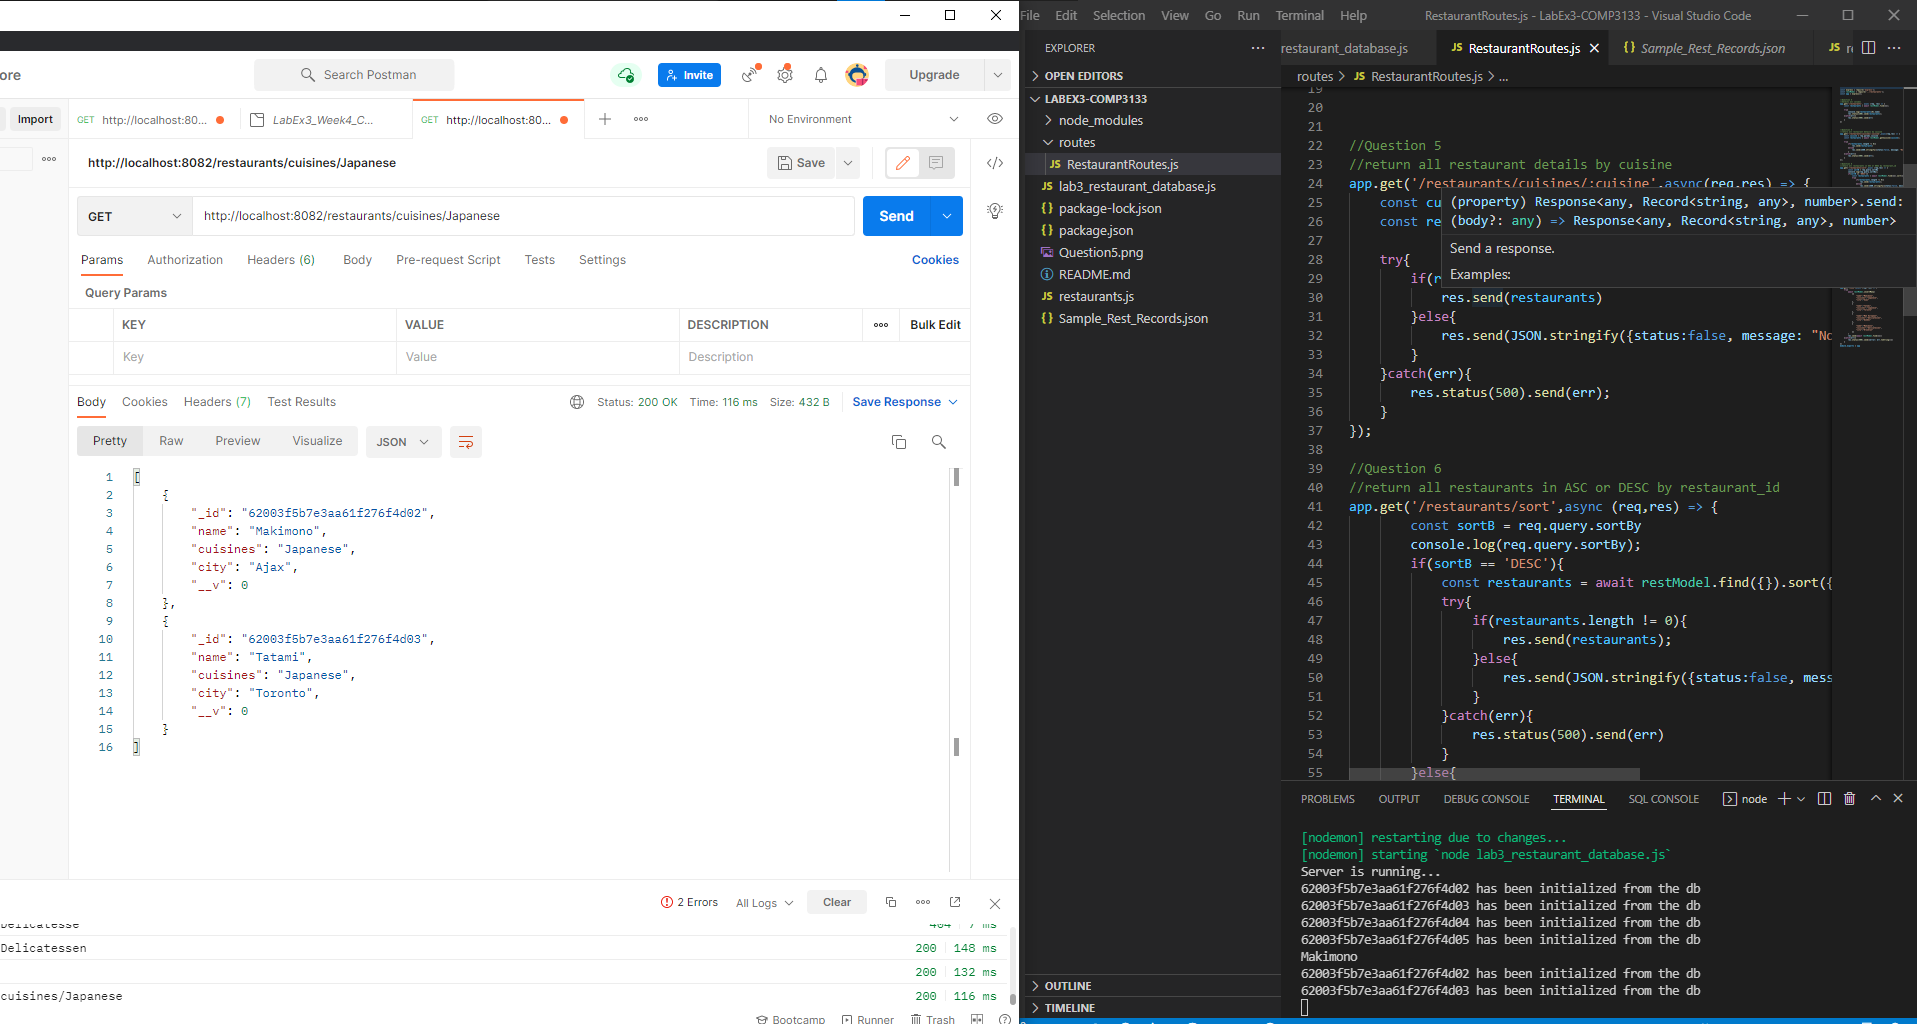 ore
Search Postman
Invite
Upgrade
Import
GET http://localhost:80...
LabEx3_Week4_C...
GET http://localhost:80...
No Environment
http://localhost:8082/restaurants/cuisines/Japanese
Save
GET
http://localhost:8082/restaurants/cuisines/Japanese
Send
Params
Authorization
Headers (6)
Body
Pre-request Script
Tests
Settings
Cookies
Query Params
KEY VALUE DESCRIPTION Bulk Edit
Key Value Description
Body Cookies Headers (7) Test Results
Status: 200 OK Time: 116 ms Size: 432 B
Save Response
Pretty Raw Preview Visualize JSON
1 [
2 {
3 "_id": "62003f5b7e3aa61f276f4d02",
4 "name": "Makimono",
5 "cuisines": "Japanese",
6 "city": "Ajax",
7 "__v": 0
8 },
9 {
10 "_id": "62003f5b7e3aa61f276f4d03",
11 "name": "Tatami",
12 "cuisines": "Japanese",
13 "city": "Toronto",
14 "__v": 0
15 }
16 ]
2 Errors All Logs Clear
Delicatesse 404 7 ms
Delicatessen 200 148 ms
200 132 ms
cuisines/Japanese 200 116 ms
Bootcamp Runner Trash
File Edit Selection View Go Run Terminal Help
RestaurantRoutes.js - LabEx3-COMP3133 - Visual Studio Code
EXPLORER
OPEN EDITORS
LABEX3-COMP3133
node_modules
routes
JS RestaurantRoutes.js
JS lab3_restaurant_database.js
{} package-lock.json
{} package.json
Question5.png
README.md
JS restaurants.js
{} Sample_Rest_Records.json
OUTLINE
TIMELINE
restaurant_database.js
JS RestaurantRoutes.js
{} Sample_Rest_Records.json
JS
routes > JS RestaurantRoutes.js > ...
19
20
21
22 //Question 5
23 //return all restaurant details by cuisine
24 app.get('/restaurants/cuisines/:cuisine',async(req,res) => {
25 const cu
26 const re
(property) Response<any, Record<string, any>, number>.send:
(body?: any) => Response<any, Record<string, any>, number>
Send a response.
Examples:
27
28 try{
29 if(r
30 res.send(restaurants)
31 }else{
32 res.send(JSON.stringify({status:false, message: "No
33 }
34 }catch(err){
35 res.status(500).send(err);
36 }
37 });
38
39 //Question 6
40 //return all restaurants in ASC or DESC by restaurant_id
41 app.get('/restaurants/sort',async (req,res) => {
42 const sortB = req.query.sortBy
43 console.log(req.query.sortBy);
44 if(sortB == 'DESC'){
45 const restaurants = await restModel.find({}).sort({
46 try{
47 if(restaurants.length != 0){
48 res.send(restaurants);
49 }else{
50 res.send(JSON.stringify({status:false, mess
51 }
52 }catch(err){
53 res.status(500).send(err)
54 }
55 }else{
PROBLEMS OUTPUT DEBUG CONSOLE TERMINAL SQL CONSOLE
node
[nodemon] restarting due to changes...
[nodemon] starting `node lab3_restaurant_database.js`
Server is running...
62003f5b7e3aa61f276f4d02 has been initialized from the db
62003f5b7e3aa61f276f4d03 has been initialized from the db
62003f5b7e3aa61f276f4d04 has been initialized from the db
62003f5b7e3aa61f276f4d05 has been initialized from the db
Makimono
62003f5b7e3aa61f276f4d02 has been initialized from the db
62003f5b7e3aa61f276f4d03 has been initialized from the db